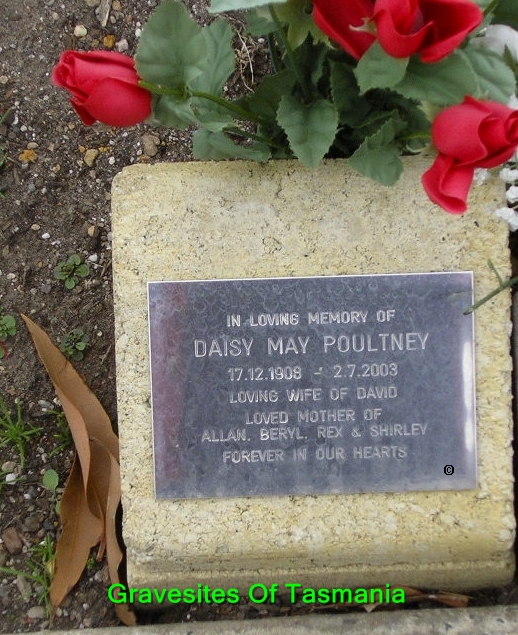 IN LOVING MEMORY OF
DAISY MAY POULTNEY
17.12.1908 - 2.7.2003
LOVING WIFE OF DAVID
LOVED MOTHER OF
ALLAN, BERYL, REX & SHIRLEY
FOREVER IN OUR HEARTS
©
Gravesites Of Tasmania